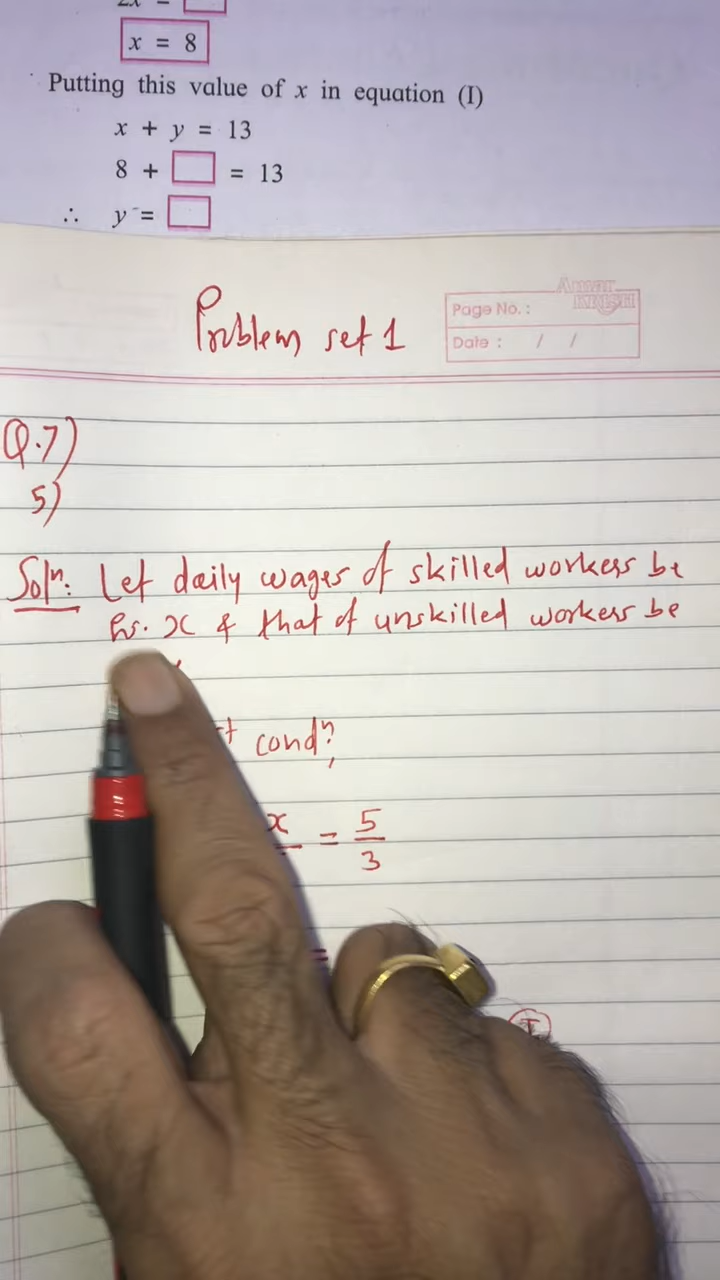 x = 8
Putting this value of x in equation (I)
x + y = 13
8 + = 13
∴ y =
Problem set 1
Page No. :
Date : / /
Q.7)
5)
Soln: Let daily wages of skilled workers be
Rs. x & that of unskilled workers be
condn,
x = 5
3
I